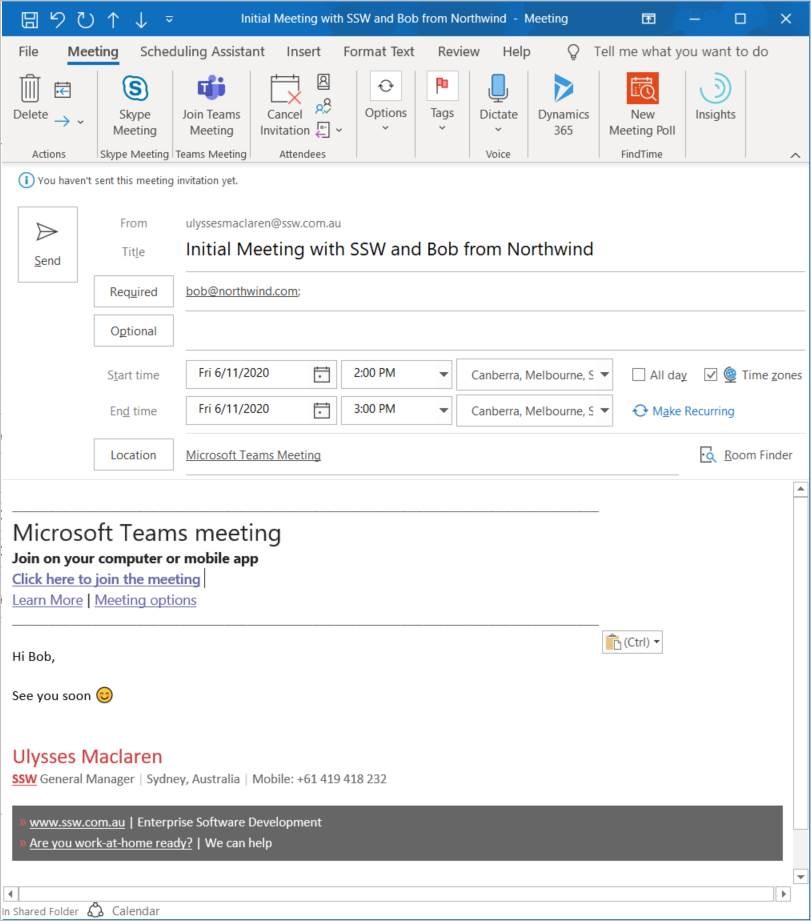 Initial Meeting with SSW and Bob from Northwind - Meeting
File Meeting Scheduling Assistant Insert Format Text Review Help Tell me what you want to do
Delete
Skype Meeting
Join Teams Meeting
Cancel Invitation
Options
Tags
Dictate
Dynamics 365
New Meeting Poll
Insights
Actions Skype Meeting Teams Meeting Attendees Voice FindTime
You haven't sent this meeting invitation yet.
Send
From ulyssesmaclaren@ssw.com.au
Title Initial Meeting with SSW and Bob from Northwind
Required bob@northwind.com;
Optional
Start time Fri 6/11/2020 2:00 PM Canberra, Melbourne, S All day Time zones
End time Fri 6/11/2020 3:00 PM Canberra, Melbourne, S Make Recurring
Location Microsoft Teams Meeting Room Finder
Microsoft Teams meeting
Join on your computer or mobile app
Click here to join the meeting
Learn More | Meeting options
(Ctrl)
Hi Bob,
See you soon 😊
Ulysses Maclaren
SSW General Manager | Sydney, Australia | Mobile: +61 419 418 232
» www.ssw.com.au | Enterprise Software Development
» Are you work-at-home ready? | We can help
In Shared Folder Calendar